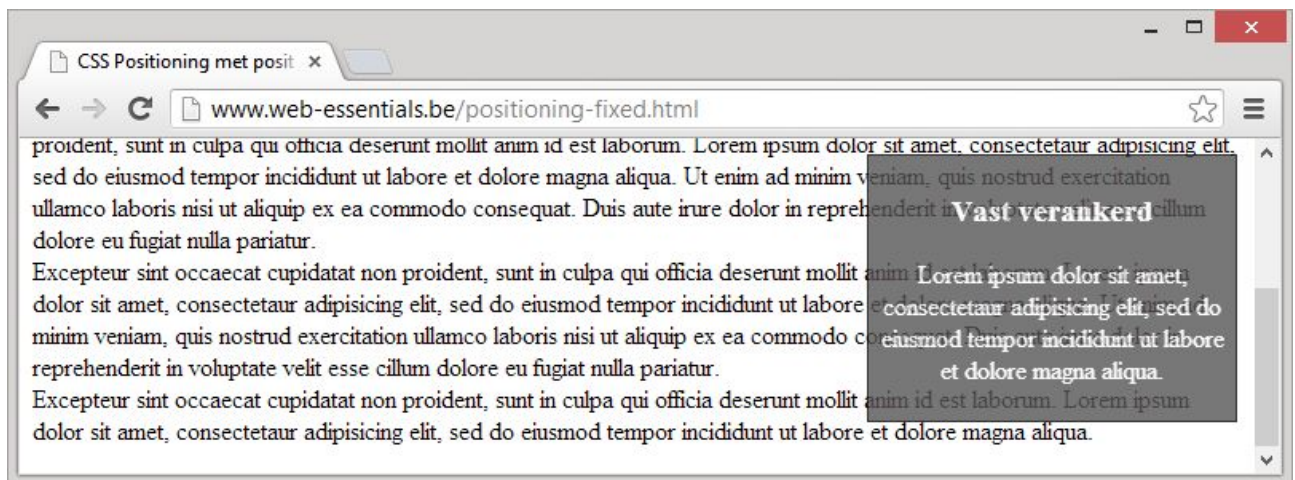 CSS Positioning met posit
www.web-essentials.be/positioning-fixed.html
proident, sunt in culpa qui officia deserunt mollit anim id est laborum. Lorem ipsum dolor sit amet, consectetaur adipisicing elit,
sed do eiusmod tempor incididunt ut labore et dolore magna aliqua. Ut enim ad minim veniam, quis nostrud exercitation
ullamco laboris nisi ut aliquip ex ea commodo consequat. Duis aute irure dolor in reprehenderit in cillum
dolore eu fugiat nulla pariatur.
Excepteur sint occaecat cupidatat non proident, sunt in culpa qui officia deserunt mollit anim
dolor sit amet, consectetaur adipisicing elit, sed do eiusmod tempor incididunt ut labore et
minim veniam, quis nostrud exercitation ullamco laboris nisi ut aliquip ex ea commodo
reprehenderit in voluptate velit esse cillum dolore eu fugiat nulla pariatur.
Excepteur sint occaecat cupidatat non proident, sunt in culpa qui officia deserunt mollit anim id est laborum. Lorem ipsum
dolor sit amet, consectetaur adipisicing elit, sed do eiusmod tempor incididunt ut labore et dolore magna aliqua.
Vast verankerd
Lorem ipsum dolor sit amet,
consectetaur adipisicing elit, sed do
eiusmod tempor incididunt ut labore
et dolore magna aliqua.